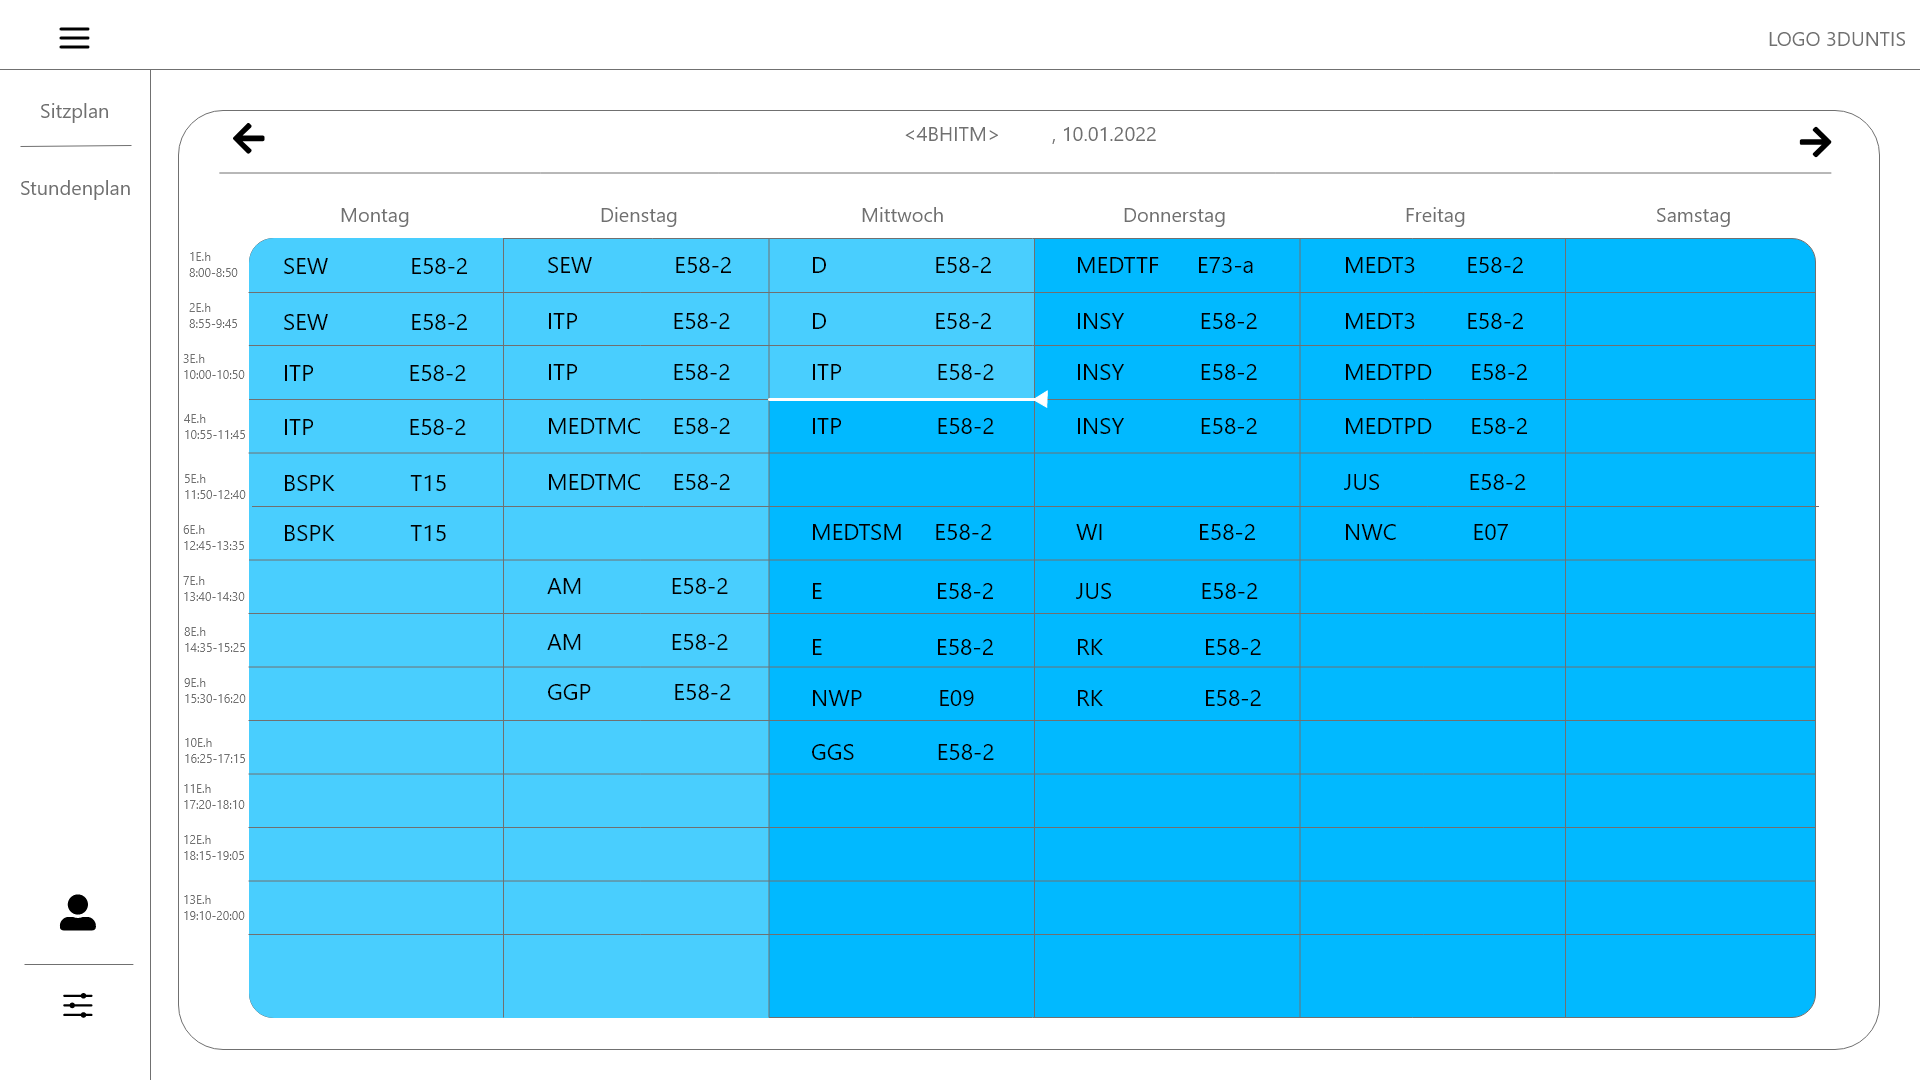 LOGO 3DUNTIS
Sitzplan
Stundenplan
<4BHITM> , 10.01.2022
Montag Dienstag Mittwoch Donnerstag Freitag Samstag
1E.h
8:00-8:50
SEW E58-2 SEW E58-2 D E58-2 MEDTTF E73-a MEDT3 E58-2
2E.h
8:55-9:45
SEW E58-2 ITP E58-2 D E58-2 INSY E58-2 MEDT3 E58-2
3E.h
10:00-10:50
ITP E58-2 ITP E58-2 ITP E58-2 INSY E58-2 MEDTPD E58-2
4E.h
10:55-11:45
ITP E58-2 MEDTMC E58-2 ITP E58-2 INSY E58-2 MEDTPD E58-2
5E.h
11:50-12:40
BSPK T15 MEDTMC E58-2 JUS E58-2
6E.h
12:45-13:35
BSPK T15 MEDTSM E58-2 WI E58-2 NWC E07
7E.h
13:40-14:30
AM E58-2 E E58-2 JUS E58-2
8E.h
14:35-15:25
AM E58-2 E E58-2 RK E58-2
9E.h
15:30-16:20
GGP E58-2 NWP E09 RK E58-2
10E.h
16:25-17:15
GGS E58-2
11E.h
17:20-18:10
12E.h
18:15-19:05
13E.h
19:10-20:00